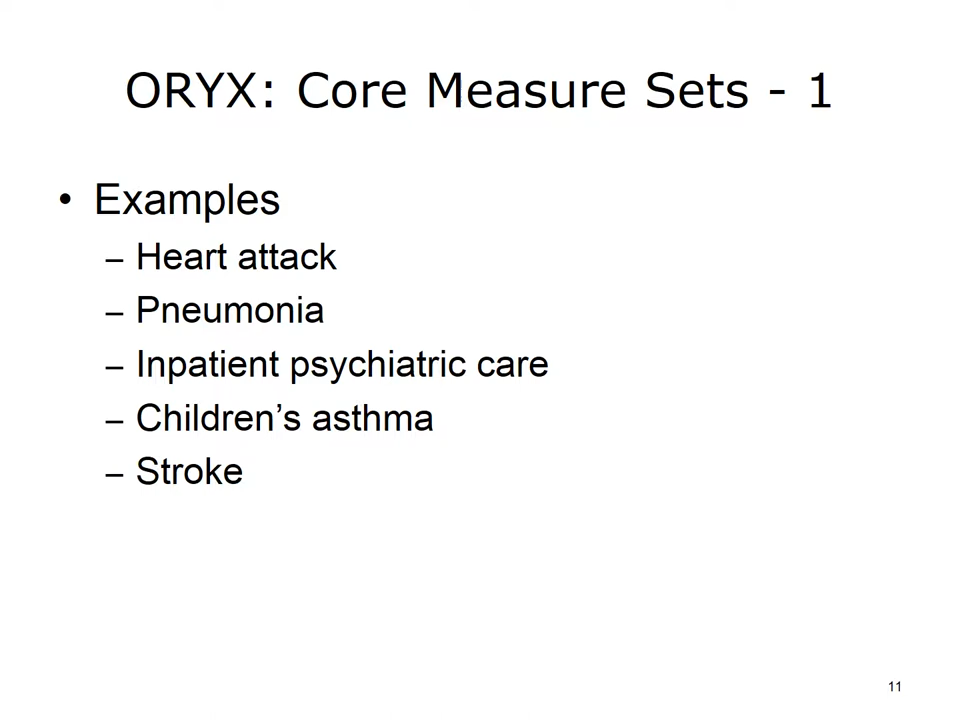 ORYX: Core Measure Sets - 1
• Examples
– Heart attack
– Pneumonia
– Inpatient psychiatric care
– Children’s asthma
– Stroke
11